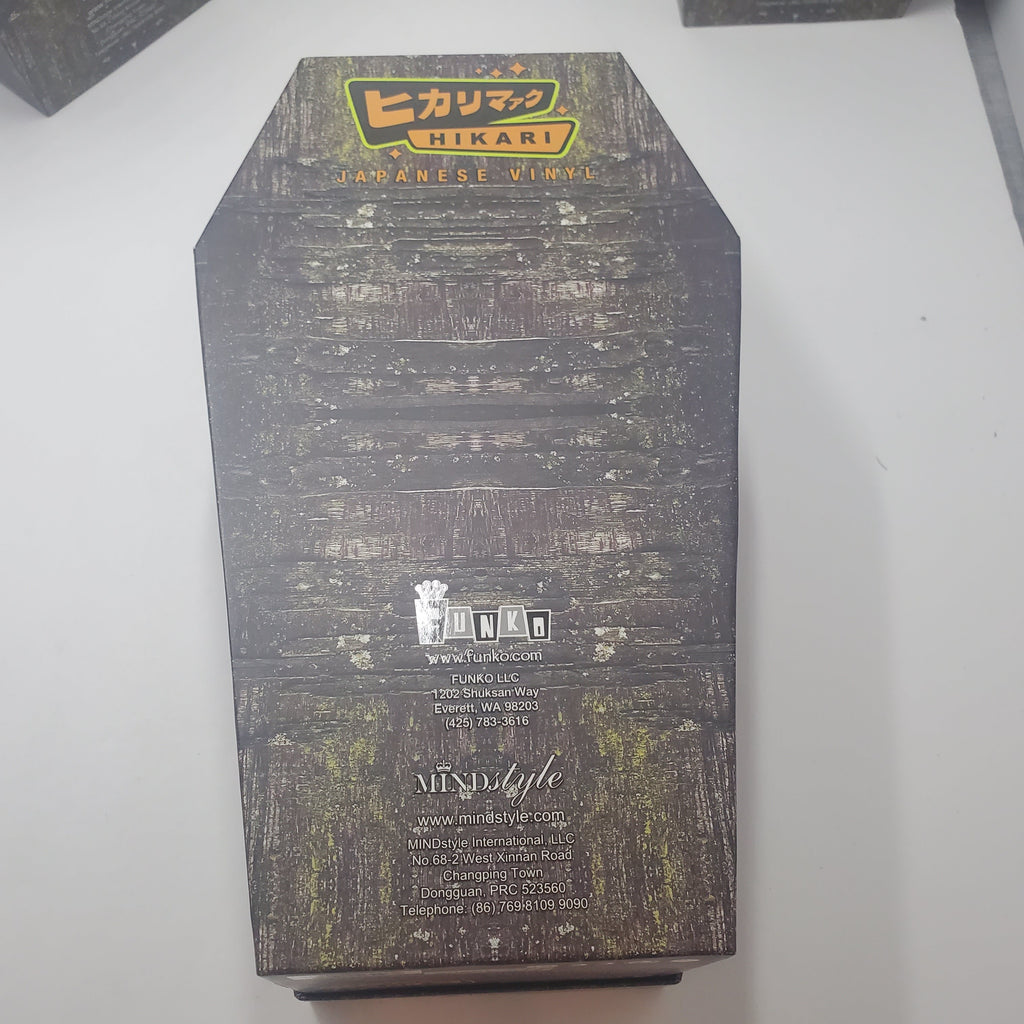 ヒカリマァク
HIKARI
JAPANESE VINYL
FUNKO
www.funko.com
FUNKO LLC
1202 Shuksan Way
Everett, WA 98203
(425) 783-3616
MINDstyle
www.mindstyle.com
MINDstyle International, LLC
No.68-2 West Xinnan Road
Changping Town
Dongguan, PRC 523560
Telephone: (86) 769 8109 9090